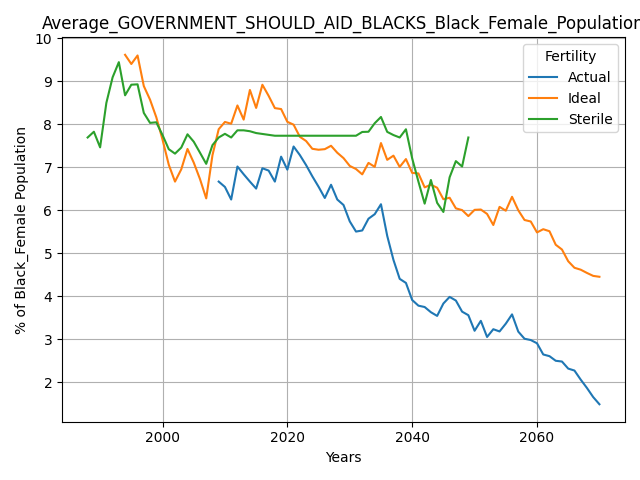 Average_GOVERNMENT_SHOULD_AID_BLACKS_Black_Female_Population
Fertility
Actual
Ideal
Sterile
% of Black_Female Population
10
9
8
7
6
5
4
3
2
2000
2020
2040
2060
Years